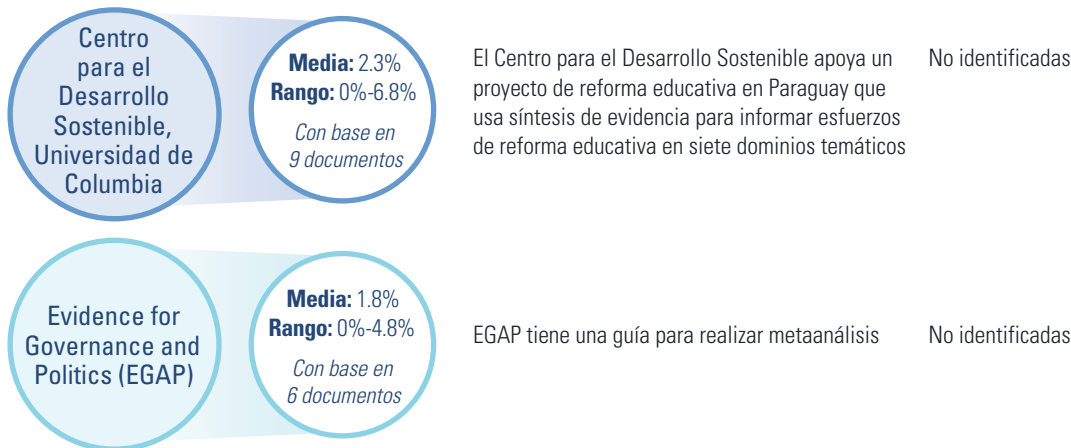 Centro
para el
Desarrollo
Sostenible,
Universidad de
Columbia
Media: 2.3%
Rango: 0%-6.8%
Con base en
9 documentos
El Centro para el Desarrollo Sostenible apoya un
proyecto de reforma educativa en Paraguay que
usa síntesis de evidencia para informar esfuerzos
de reforma educativa en siete dominios temáticos
No identificadas
Evidence for
Governance and
Politics (EGAP)
Media: 1.8%
Rango: 0%-4.8%
Con base en
6 documentos
EGAP tiene una guía para realizar metaanálisis
No identificadas